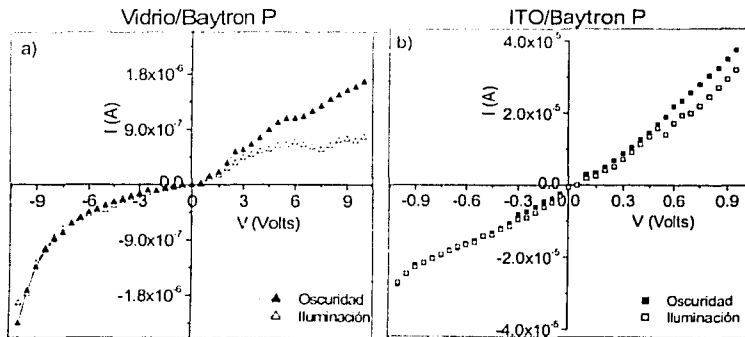 Vidrio/Baytron P
a)
1.8x10⁻⁶
9.0x10⁻⁷
0.0
-9.0x10⁻⁷
-1.8x10⁻⁶
I (A)
-9 -6 -3 3 6 9
V (Volts)
Oscuridad
Iluminación
ITO/Baytron P
b)
4.0x10⁻⁵
2.0x10⁻⁵
0.0
-2.0x10⁻⁵
-4.0x10⁻⁵
I (A)
-0.9 -0.6 -0.3 0.3 0.6 0.9
V (Volts)
Oscuridad
Iluminación